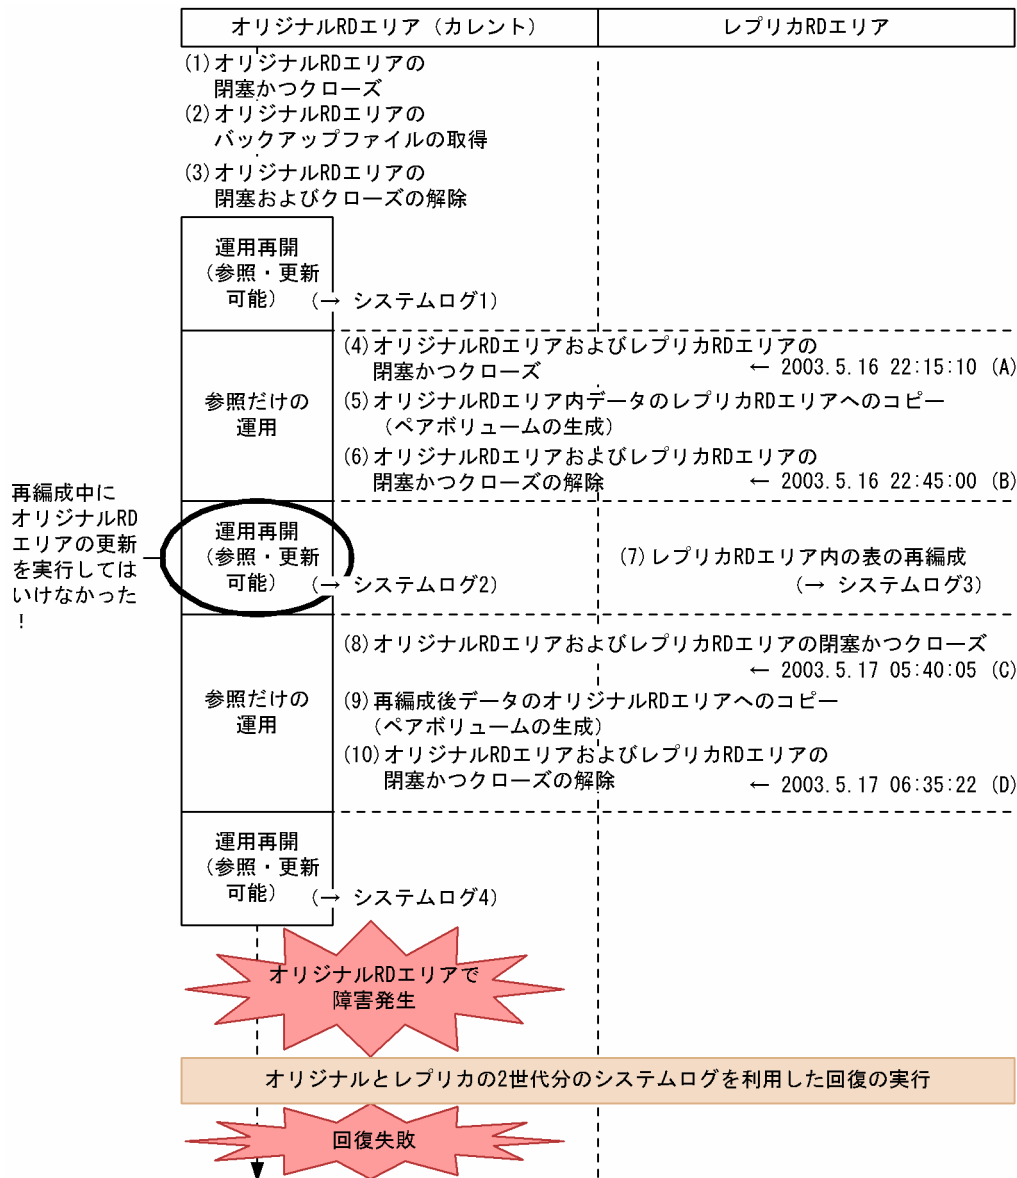 オリジナルRDエリア（カレント）
レプリカRDエリア
(1)オリジナルRDエリアの
閉塞かつクローズ
(2)オリジナルRDエリアの
バックアップファイルの取得
(3)オリジナルRDエリアの
閉塞およびクローズの解除
運用再開
（参照・更新
可能）
(→ システムログ1)
(4)オリジナルRDエリアおよびレプリカRDエリアの
閉塞かつクローズ
← 2003.5.16 22:15:10 (A)
参照だけの
運用
(5)オリジナルRDエリア内データのレプリカRDエリアへのコピー
（ペアボリュームの生成）
(6)オリジナルRDエリアおよびレプリカRDエリアの
閉塞かつクローズの解除
← 2003.5.16 22:45:00 (B)
再編成中に
オリジナルRD
エリアの更新
を実行しては
いけなかった
！
運用再開
（参照・更新
可能）
(→ システムログ2)
(7)レプリカRDエリア内の表の再編成
(→ システムログ3)
(8)オリジナルRDエリアおよびレプリカRDエリアの閉塞かつクローズ
← 2003.5.17 05:40:05 (C)
参照だけの
運用
(9)再編成後データのオリジナルRDエリアへのコピー
（ペアボリュームの生成）
(10)オリジナルRDエリアおよびレプリカRDエリアの
閉塞かつクローズの解除
← 2003.5.17 06:35:22 (D)
運用再開
（参照・更新
可能）
(→ システムログ4)
オリジナルRDエリアで
障害発生
オリジナルとレプリカの2世代分のシステムログを利用した回復の実行
回復失敗